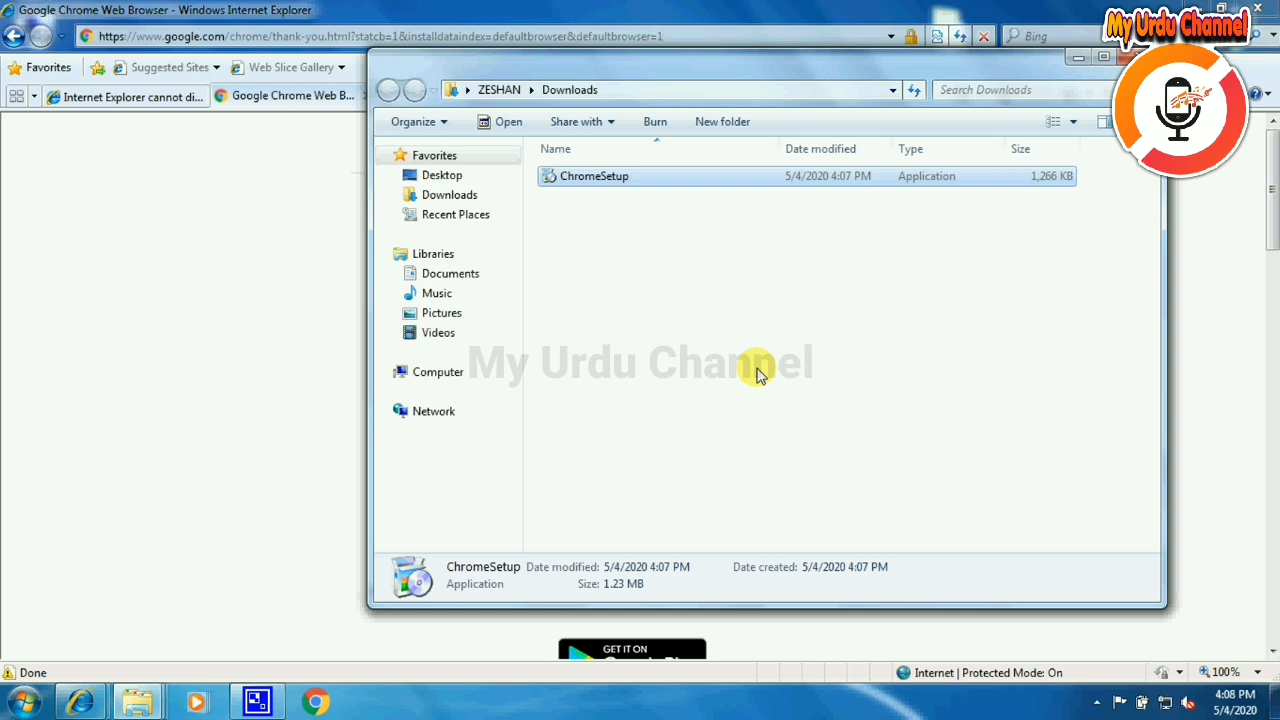 Google Chrome Web Browser - Windows Internet Explorer
My Urdu Channel
https://www.google.com/chrome/thank-you.html?statcb=1&installdataindex=defaultbrowser&defaultbrowser=1
Bing
Favorites
Suggested Sites
Web Slice Gallery
Internet Explorer cannot di...
Google Chrome Web B...
ZESHAN
Downloads
Search Downloads
Organize
Open
Share with
Burn
New folder
Name
Date modified
Type
Size
ChromeSetup
5/4/2020 4:07 PM
Application
1,266 KB
Favorites
Desktop
Downloads
Recent Places
Libraries
Documents
Music
Pictures
Videos
Computer
Network
My Urdu Channel
ChromeSetup
Date modified: 5/4/2020 4:07 PM
Date created: 5/4/2020 4:07 PM
Application
Size: 1.23 MB
GET IT ON
Done
Internet | Protected Mode: On
100%
4:08 PM
5/4/2020